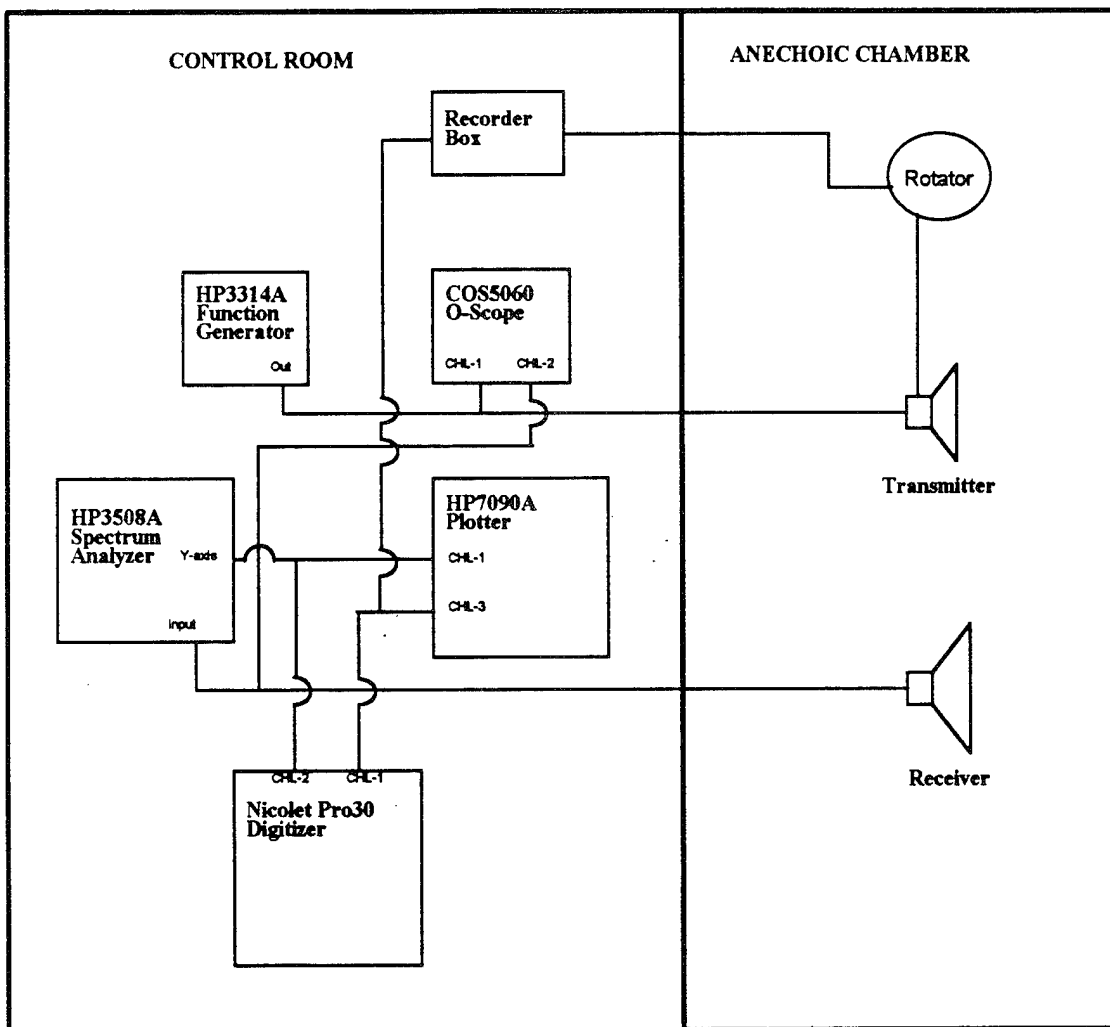 CONTROL ROOM
ANECHOIC CHAMBER
Recorder
Box
Rotator
HP3314A
Function
Generator
Out
COS5060
O-Scope
CHL-1
CHL-2
Transmitter
HP3508A
Spectrum
Analyzer
Y-axis
Input
HP7090A
Plotter
CHL-1
CHL-3
Receiver
CHL-2
CHL-1
Nicolet Pro30
Digitizer